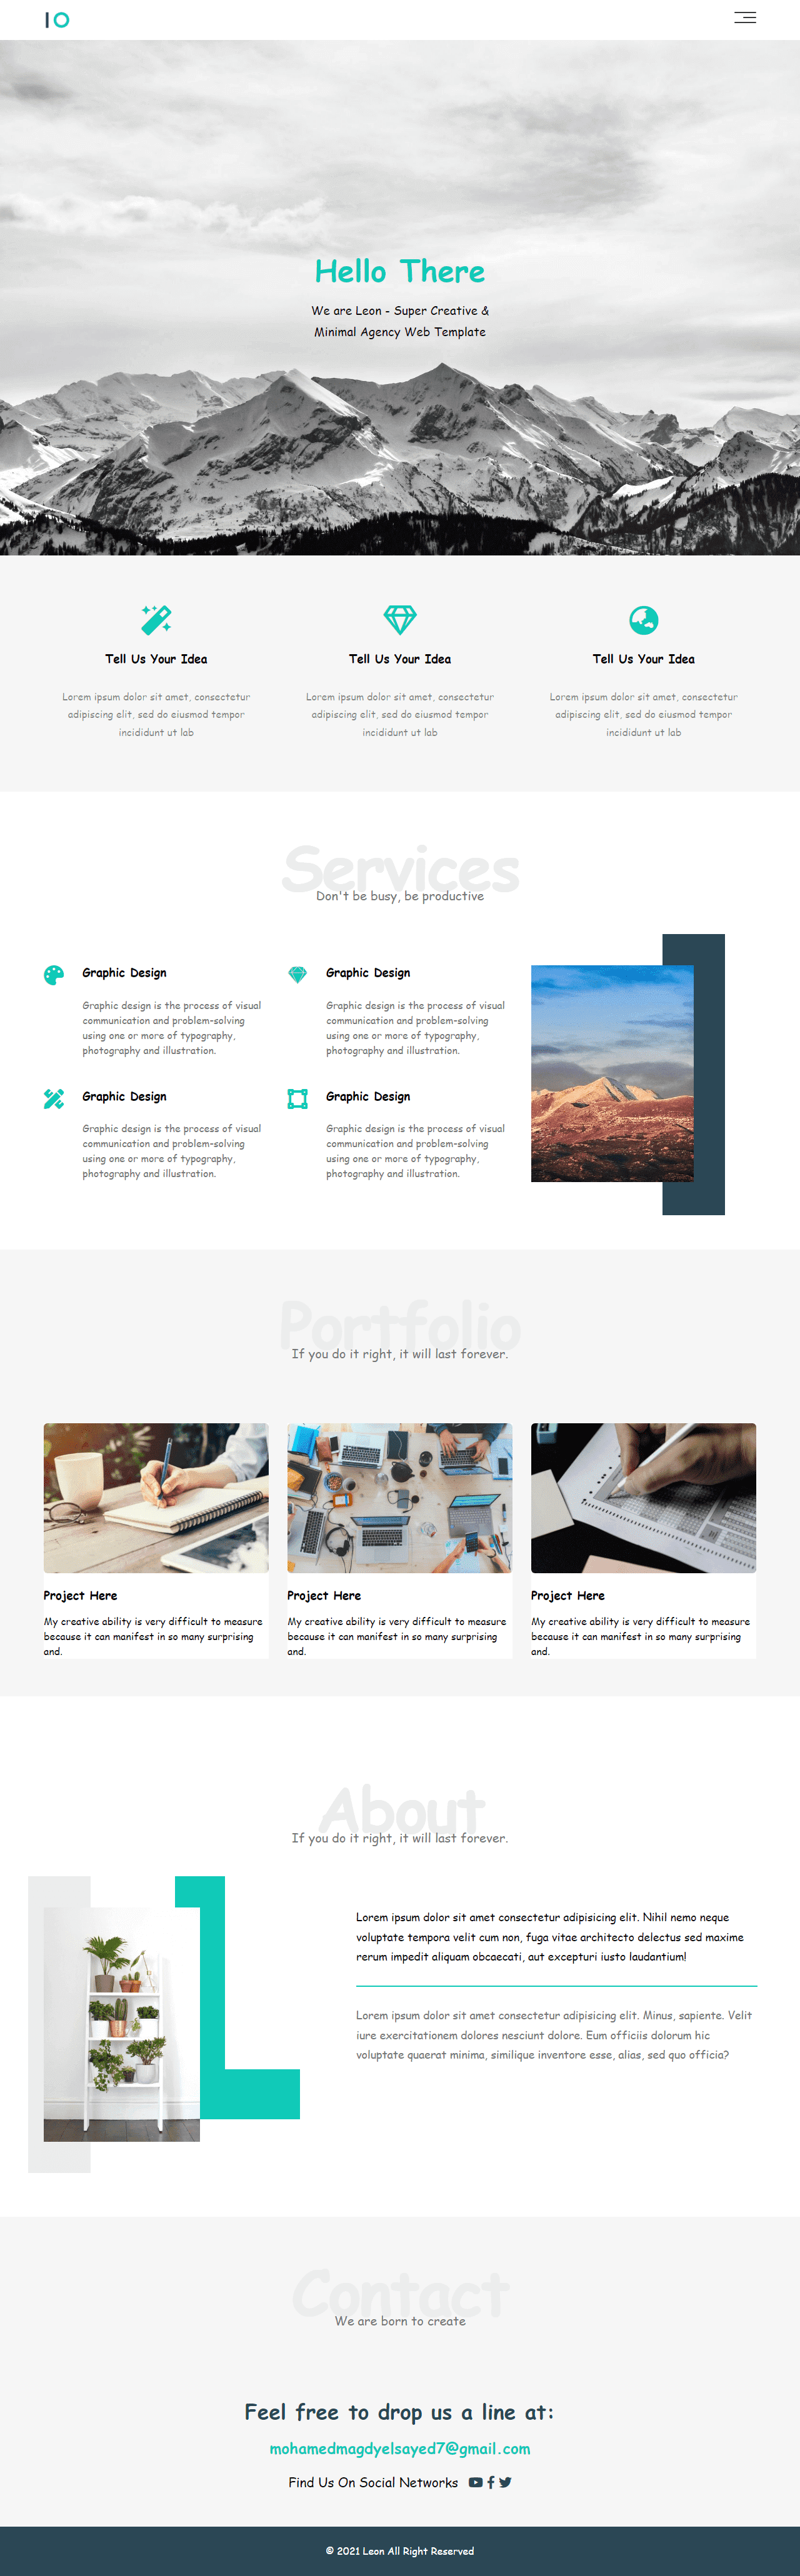 IO
Hello There
We are Leon - Super Creative &
Minimal Agency Web Template
Tell Us Your Idea
Lorem ipsum dolor sit amet, consectetur
adipiscing elit, sed do eiusmod tempor
incididunt ut lab
Tell Us Your Idea
Lorem ipsum dolor sit amet, consectetur
adipiscing elit, sed do eiusmod tempor
incididunt ut lab
Tell Us Your Idea
Lorem ipsum dolor sit amet, consectetur
adipiscing elit, sed do eiusmod tempor
incididunt ut lab
Services
Don't be busy, be productive
Graphic Design
Graphic design is the process of visual
communication and problem-solving
using one or more of typography,
photography and illustration.
Graphic Design
Graphic design is the process of visual
communication and problem-solving
using one or more of typography,
photography and illustration.
Graphic Design
Graphic design is the process of visual
communication and problem-solving
using one or more of typography,
photography and illustration.
Graphic Design
Graphic design is the process of visual
communication and problem-solving
using one or more of typography,
photography and illustration.
Portfolio
If you do it right, it will last forever.
Project Here
My creative ability is very difficult to measure
because it can manifest in so many surprising
and.
Project Here
My creative ability is very difficult to measure
because it can manifest in so many surprising
and.
Project Here
My creative ability is very difficult to measure
because it can manifest in so many surprising
and.
About
If you do it right, it will last forever.
Lorem ipsum dolor sit amet consectetur adipisicing elit. Nihil nemo neque
voluptate tempora velit cum non, fuga vitae architecto delectus sed maxime
rerum impedit aliquam obcaecati, aut excepturi iusto laudantium!
Lorem ipsum dolor sit amet consectetur adipisicing elit. Minus, sapiente. Velit
iure exercitationem dolores nesciunt dolore. Eum officiis dolorum hic
voluptate quaerat minima, similique inventore esse, alias, sed quo officia?
Contact
We are born to create
Feel free to drop us a line at:
mohamedmagdyelsayed7@gmail.com
Find Us On Social Networks
© 2021 Leon All Right Reserved